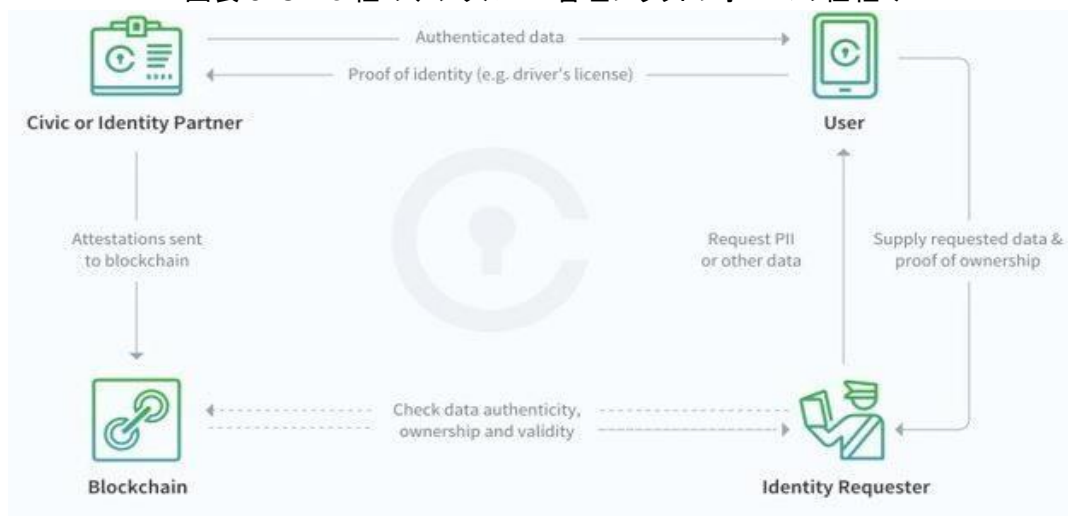 Authenticated data
Proof of identity (e.g. driver's license)
Civic or Identity Partner
User
Attestations sent
to blockchain
Request PII
or other data
Supply requested data &
proof of ownership
Check data authenticity,
ownership and validity
Blockchain
Identity Requester